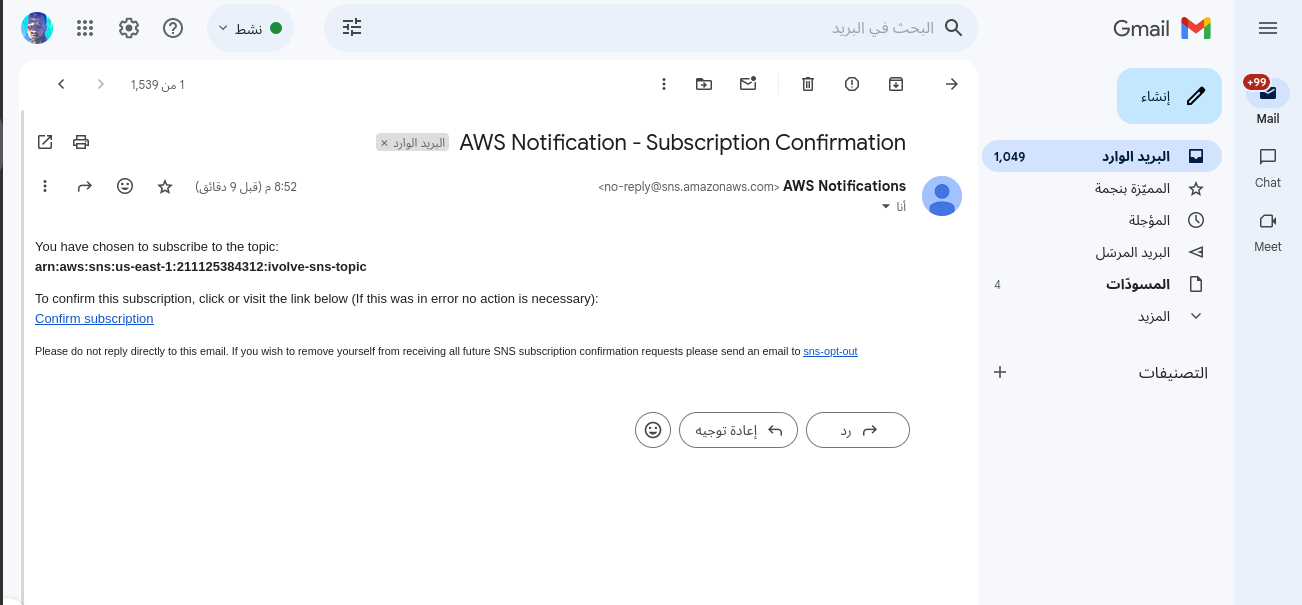 نشط
البحث في البريد
Gmail
1 من 1,539
إنشاء
+99
Mail
Chat
Meet
البريد الوارد 1,049
المميّزة بنجمة
المؤجلة
البريد المرسَل
المسودّات 4
المزيد
التصنيفات
AWS Notification - Subscription Confirmation البريد الوارد ×
AWS Notifications <no-reply@sns.amazonaws.com> 8:52 م (قبل 9 دقائق)
أنا
You have chosen to subscribe to the topic:
arn:aws:sns:us-east-1:211125384312:ivolve-sns-topic
To confirm this subscription, click or visit the link below (If this was in error no action is necessary):
Confirm subscription
Please do not reply directly to this email. If you wish to remove yourself from receiving all future SNS subscription confirmation requests please send an email to sns-opt-out
رد
إعادة توجيه